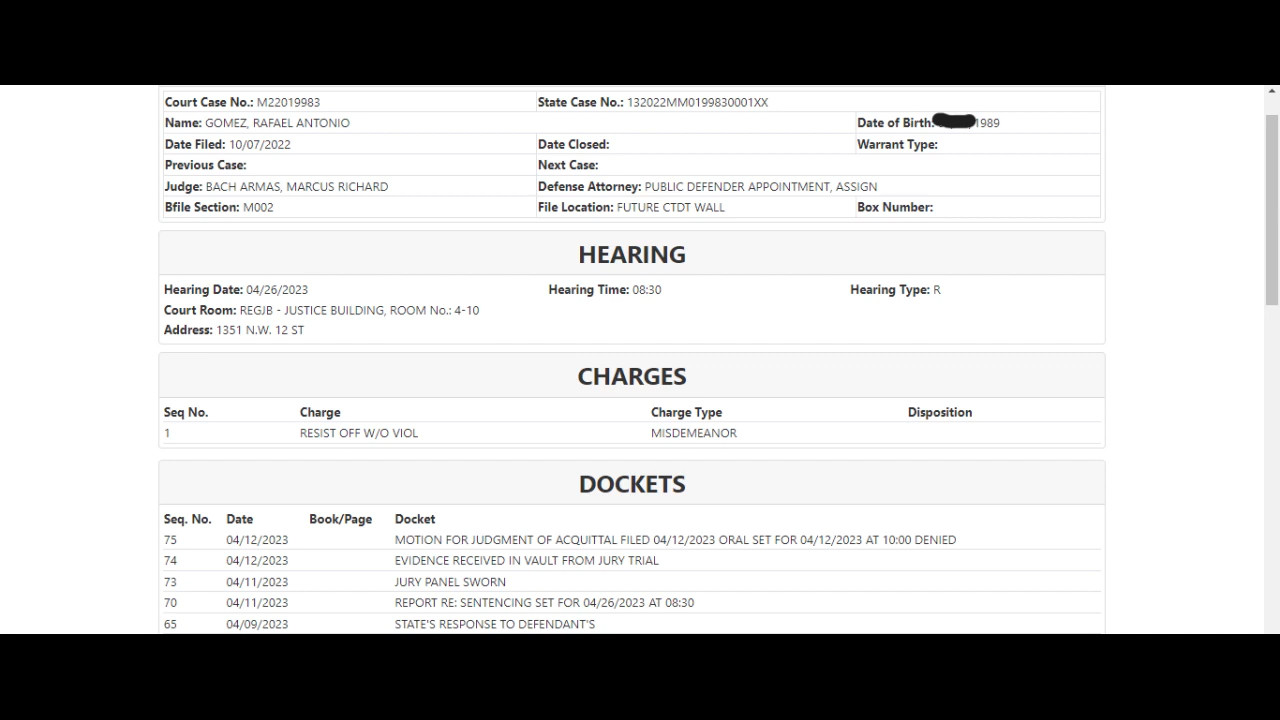 Court Case No.: M22019983 State Case No.: 132022MM0199830001XX
Name: GOMEZ, RAFAEL ANTONIO Date of Birth: 1989
Date Filed: 10/07/2022 Date Closed: Warrant Type:
Previous Case: Next Case:
Judge: BACH ARMAS, MARCUS RICHARD Defense Attorney: PUBLIC DEFENDER APPOINTMENT, ASSIGN
Bfile Section: M002 File Location: FUTURE CTDT WALL Box Number:
HEARING
Hearing Date: 04/26/2023 Hearing Time: 08:30 Hearing Type: R
Court Room: REGJB - JUSTICE BUILDING, ROOM No.: 4-10
Address: 1351 N.W. 12 ST
CHARGES
Seq No. Charge Charge Type Disposition
1 RESIST OFF W/O VIOL MISDEMEANOR
DOCKETS
Seq. No. Date Book/Page Docket
75 04/12/2023 MOTION FOR JUDGMENT OF ACQUITTAL FILED 04/12/2023 ORAL SET FOR 04/12/2023 AT 10:00 DENIED
74 04/12/2023 EVIDENCE RECEIVED IN VAULT FROM JURY TRIAL
73 04/11/2023 JURY PANEL SWORN
70 04/11/2023 REPORT RE: SENTENCING SET FOR 04/26/2023 AT 08:30
65 04/09/2023 STATE'S RESPONSE TO DEFENDANT'S